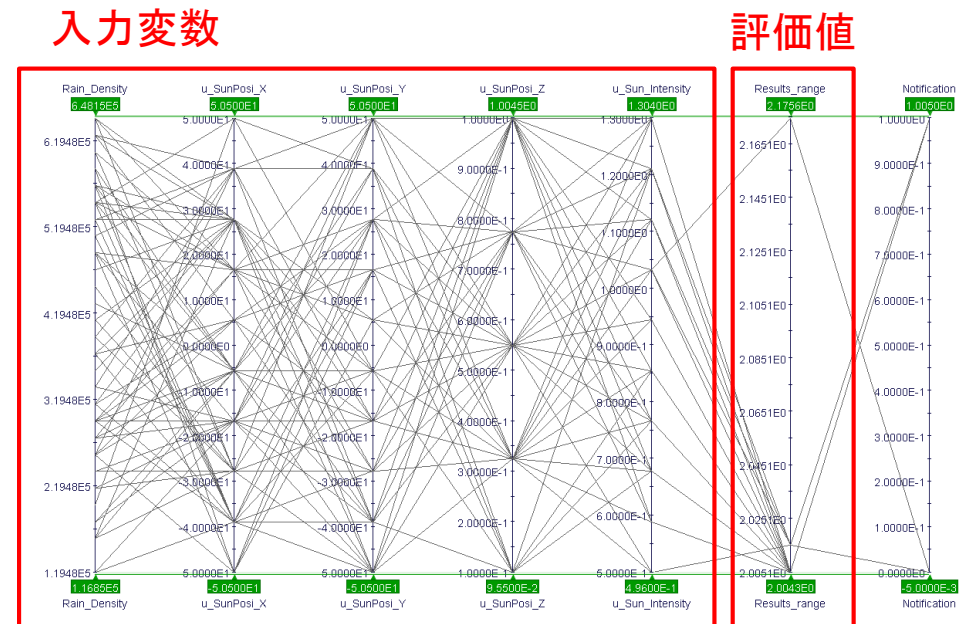 入力変数
評価値
Rain_Density u_SunPosi_X u_SunPosi_Y u_SunPosi_Z u_Sun_Intensity Results_range Notification
6.4815E5 5.0500E1 5.0500E1 1.0045E0 1.3040E0 2.1756E0 1.0050E0
5.0000E1 5.0000E1 1.0000E0 1.3000E0 1.0000E0
6.1948E5 2.1651E0
4.0000E1 4.0000E1 9.0000E-1 1.2000E0 9.0000E-1
3.0000E1 3.0000E1 8.0000E-1 2.1451E0 8.0000E-1
5.1948E5 1.1000E0
2.0000E1 2.0000E1 7.0000E-1 2.1251E0 7.0000E-1
1.0000E1 1.0000E1 1.0000E0 2.1051E0 6.0000E-1
4.1948E5 6.0000E-1
0.0000E0 0.0000E0 9.0000E-1 2.0851E0 5.0000E-1
5.0000E-1
3.1948E5 -1.0000E1 -1.0000E1 8.0000E-1 2.0651E0 4.0000E-1
4.0000E-1
-2.0000E1 -2.0000E1 7.0000E-1 2.0451E0 3.0000E-1
3.0000E-1
2.1948E5 -3.0000E1 -3.0000E1 2.0000E-1
2.0000E-1 6.0000E-1 2.0251E0
-4.0000E1 -4.0000E1 1.0000E-1
1.1948E5 5.0000E1 5.0000E1 1.0000E-1 5.0000E-1 2.0051E0 0.0000E0
1.1685E5 -5.0500E1 -5.0500E1 9.5500E-2 4.9600E-1 2.0043E0 -5.0000E-3
Rain_Density u_SunPosi_X u_SunPosi_Y u_SunPosi_Z u_Sun_Intensity Results_range Notification